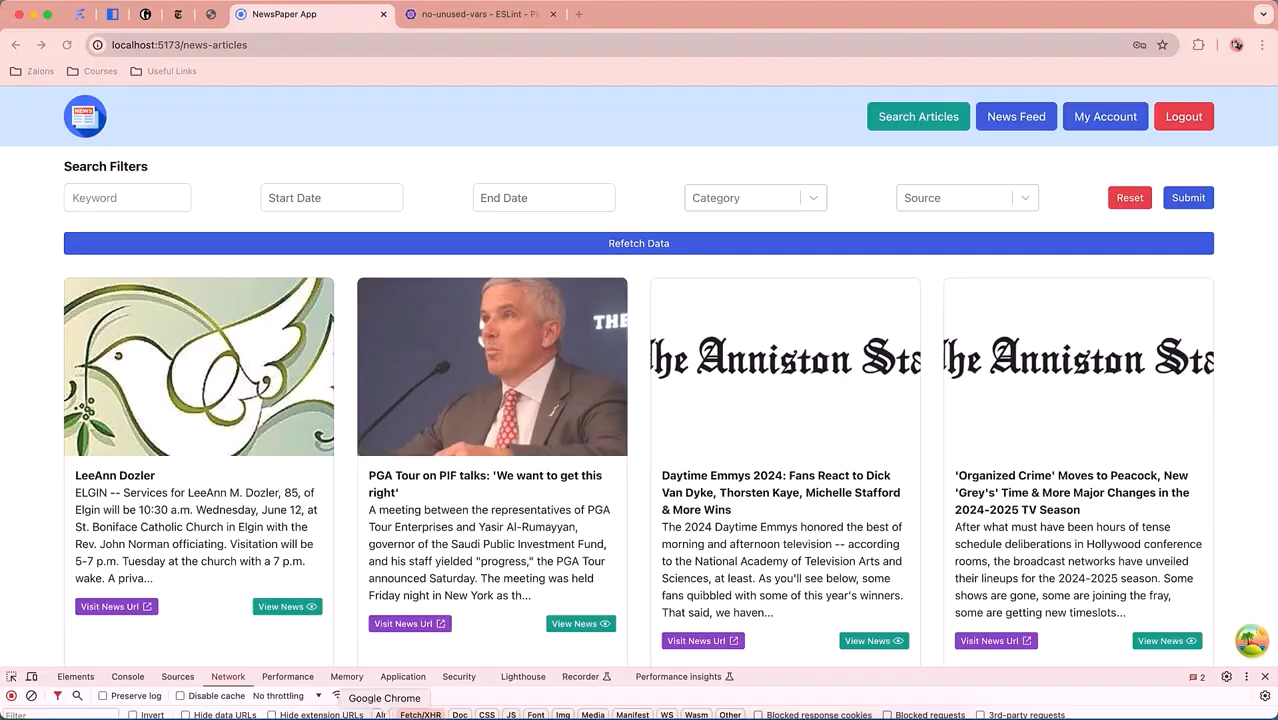 NewsPaper App
no-unused-vars - ESLint - Pl
localhost:5173/news-articles
Zaions
Courses
Useful Links
NEWS
Search Articles
News Feed
My Account
Logout
Search Filters
Keyword
Start Date
End Date
Category
Source
Reset
Submit
Refetch Data
THE
The Anniston Sta
The Anniston Sta
LeeAnn Dozler
ELGIN -- Services for LeeAnn M. Dozler, 85, of
Elgin will be 10:30 a.m. Wednesday, June 12, at
St. Boniface Catholic Church in Elgin with the
Rev. John Norman officiating. Visitation will be
5-7 p.m. Tuesday at the church with a 7 p.m.
wake. A priva...
Visit News Url
View News
PGA Tour on PIF talks: 'We want to get this
right'
A meeting between the representatives of PGA
Tour Enterprises and Yasir Al-Rumayyan,
governor of the Saudi Public Investment Fund,
and his staff yielded "progress," the PGA Tour
announced Saturday. The meeting was held
Friday night in New York as th...
Visit News Url
View News
Daytime Emmys 2024: Fans React to Dick
Van Dyke, Thorsten Kaye, Michelle Stafford
& More Wins
The 2024 Daytime Emmys honored the best of
morning and afternoon television -- according
to the National Academy of Television Arts and
Sciences, at least. As you'll see below, some
fans quibbled with some of this year's winners.
That said, we haven...
Visit News Url
View News
'Organized Crime' Moves to Peacock, New
'Grey's' Time & More Major Changes in the
2024-2025 TV Season
After what must have been hours of tense
schedule deliberations in Hollywood conference
rooms, the broadcast networks have unveiled
their lineups for the 2024-2025 season. Some
shows are gone, some are joining the fray,
some are getting new timeslots...
Visit News Url
View News
Elements
Console
Sources
Network
Performance
Memory
Application
Security
Lighthouse
Recorder
Performance insights
2
Preserve log
Disable cache
No throttling
Google Chrome
Filter
Invert
Hide data URLs
Hide extension URLs
All
Fetch/XHR
Doc
CSS
JS
Font
Img
Media
Manifest
WS
Wasm
Other
Blocked response cookies
Blocked requests
3rd-party requests